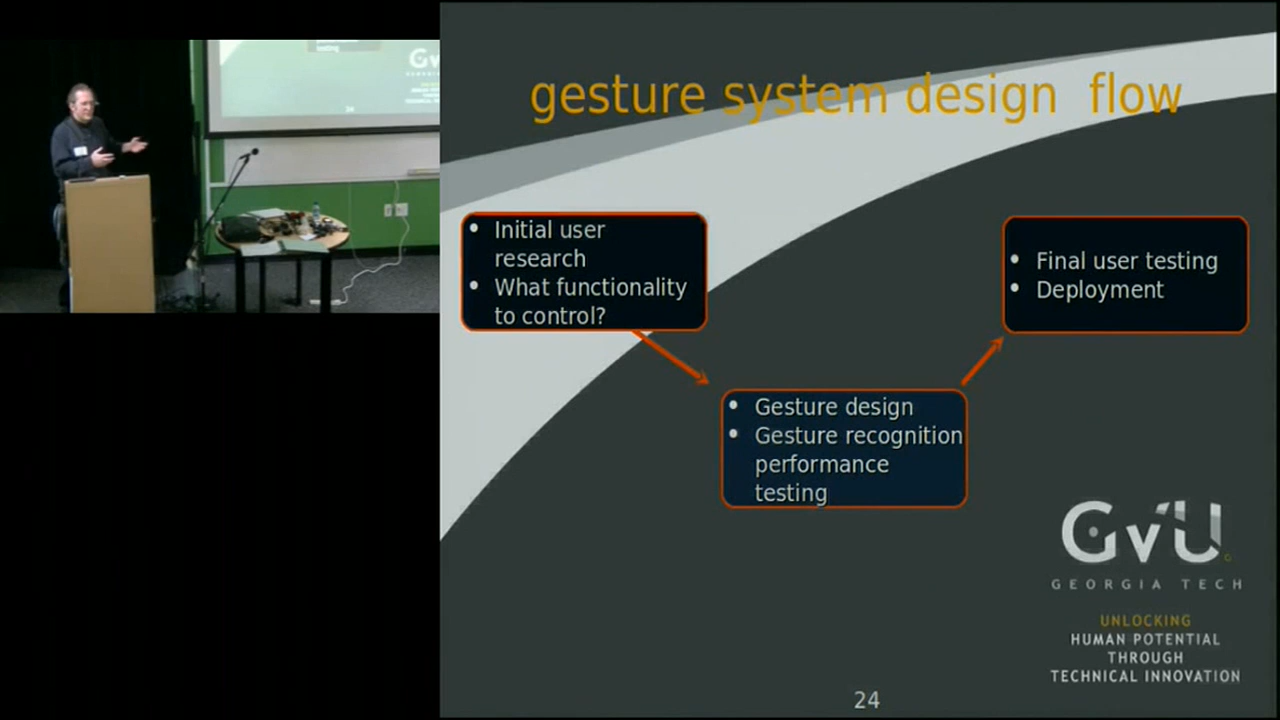 gesture system design flow
• Initial user
research
• What functionality
to control?
• Final user testing
• Deployment
• Gesture design
• Gesture recognition
performance
testing
GVU
GEORGIA TECH
UNLOCKING
HUMAN POTENTIAL
THROUGH
TECHNICAL INNOVATION
24
testing